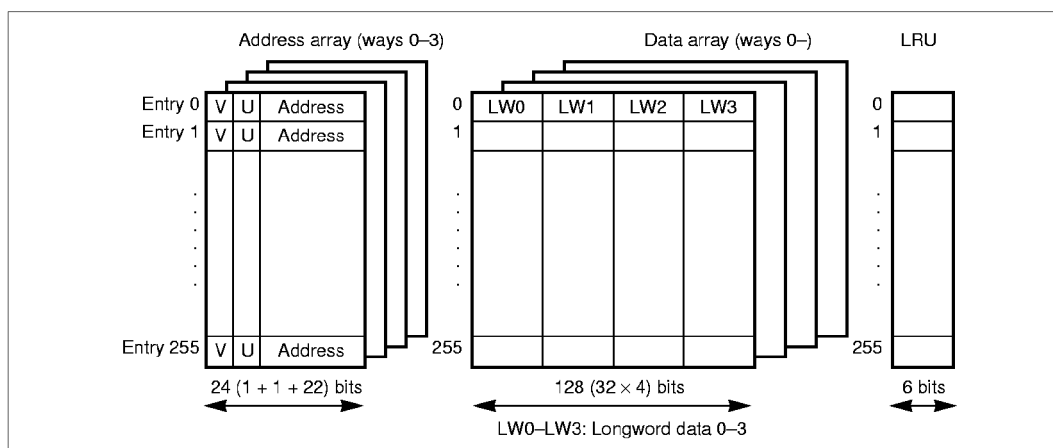 Address array (ways 0–3)
Data array (ways 0–)
LRU
Entry 0 V U Address
0 LW0 LW1 LW2 LW3
0
Entry 1 V U Address
1
1
Entry 255 V U Address
255
255
24 (1 + 1 + 22) bits
128 (32 × 4) bits
6 bits
LW0–LW3: Longword data 0–3